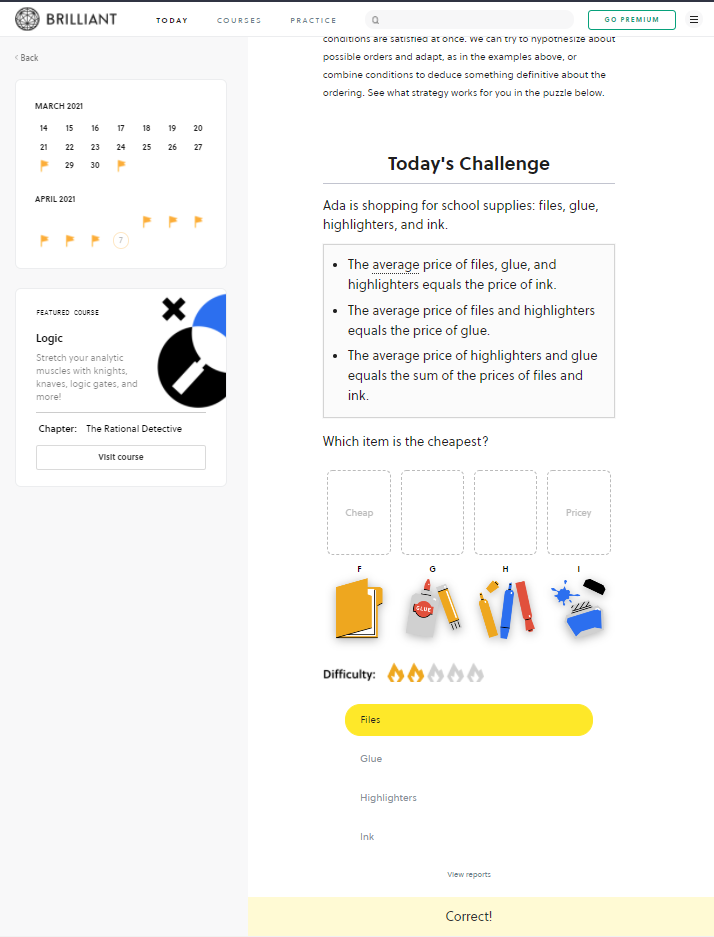 BRILLIANT
TODAY
COURSES
PRACTICE
GO PREMIUM
‹ Back
MARCH 2021
14 15 16 17 18 19 20
21 22 23 24 25 26 27
29 30
APRIL 2021
7
FEATURED COURSE
Logic
Stretch your analytic
muscles with knights,
knaves, logic gates, and
more!
Chapter: The Rational Detective
Visit course
conditions are satisfied at once. We can try to hypothesize about
possible orders and adapt, as in the examples above, or
combine conditions to deduce something definitive about the
ordering. See what strategy works for you in the puzzle below.
Today's Challenge
Ada is shopping for school supplies: files, glue,
highlighters, and ink.
• The average price of files, glue, and
highlighters equals the price of ink.
• The average price of files and highlighters
equals the price of glue.
• The average price of highlighters and glue
equals the sum of the prices of files and
ink.
Which item is the cheapest?
Cheap
Pricey
F G H I
GLUE
Difficulty:
Files
Glue
Highlighters
Ink
View reports
Correct!